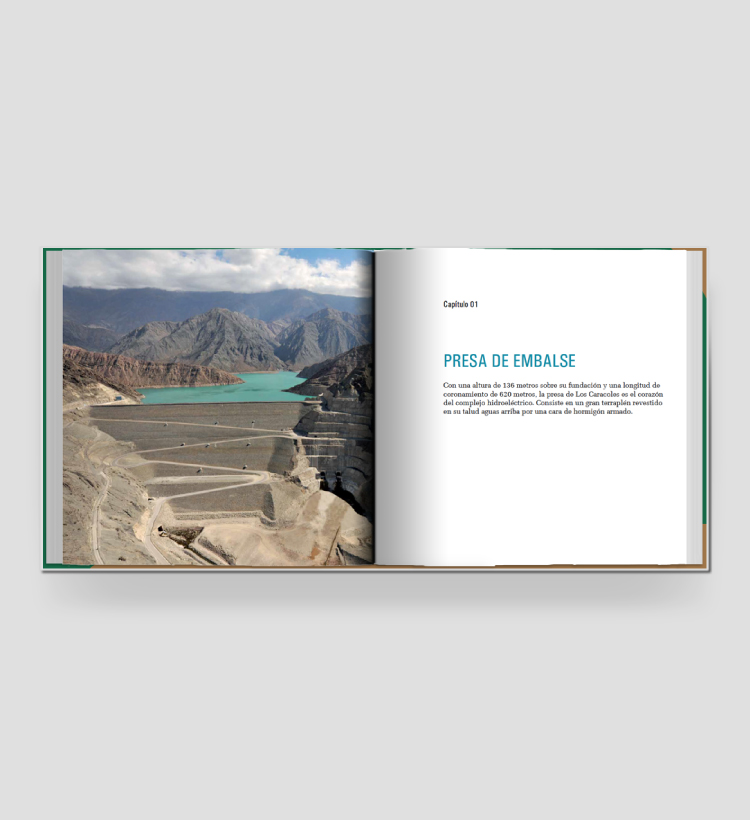 Capítulo 01
PRESA DE EMBALSE
Con una altura de 136 metros sobre su fundación y una longitud de
coronamiento de 620 metros, la presa de Los Caracoles es el corazón
del complejo hidroeléctrico. Consiste en un gran terraplén revestido
en su talud aguas arriba por una cara de hormigón armado.